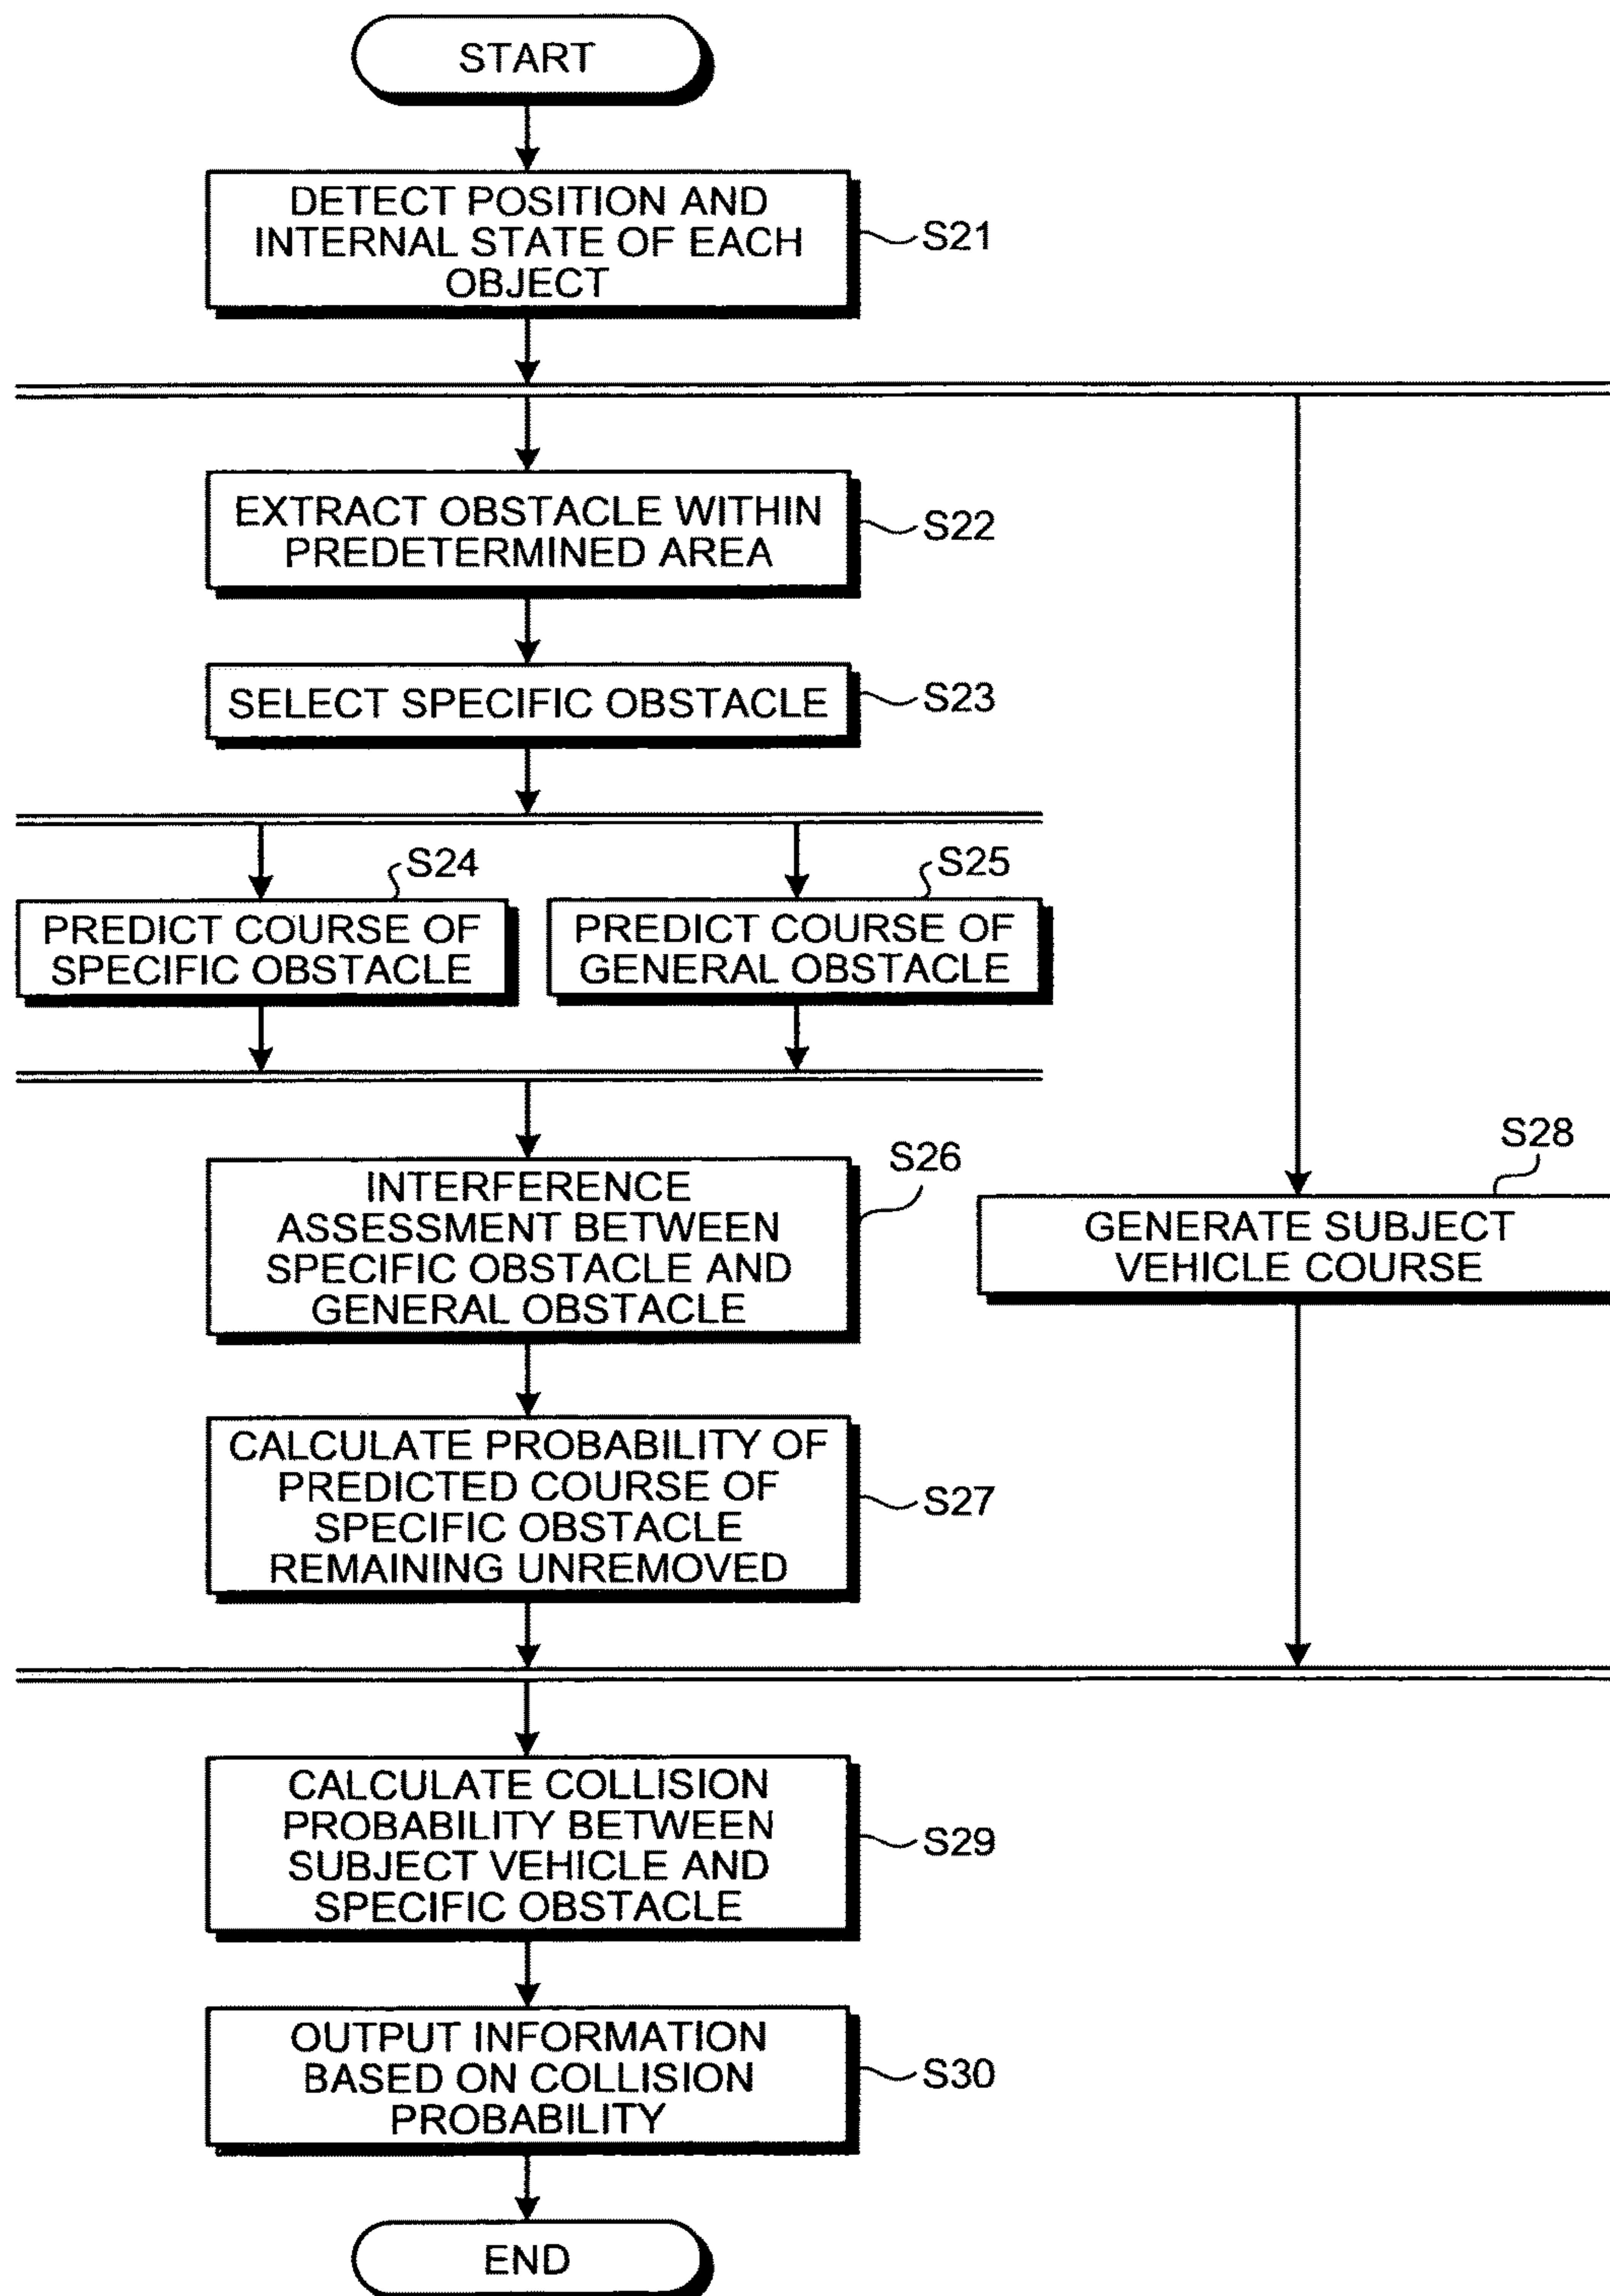 START
DETECT POSITION AND
INTERNAL STATE OF EACH
OBJECT
S21
EXTRACT OBSTACLE WITHIN
PREDETERMINED AREA
S22
SELECT SPECIFIC OBSTACLE
S23
S24
PREDICT COURSE OF
SPECIFIC OBSTACLE
S25
PREDICT COURSE OF
GENERAL OBSTACLE
S26
INTERFERENCE
ASSESSMENT BETWEEN
SPECIFIC OBSTACLE AND
GENERAL OBSTACLE
S28
GENERATE SUBJECT
VEHICLE COURSE
CALCULATE PROBABILITY OF
PREDICTED COURSE OF
SPECIFIC OBSTACLE
REMAINING UNREMOVED
S27
CALCULATE COLLISION
PROBABILITY BETWEEN
SUBJECT VEHICLE AND
SPECIFIC OBSTACLE
S29
OUTPUT INFORMATION
BASED ON COLLISION
PROBABILITY
S30
END